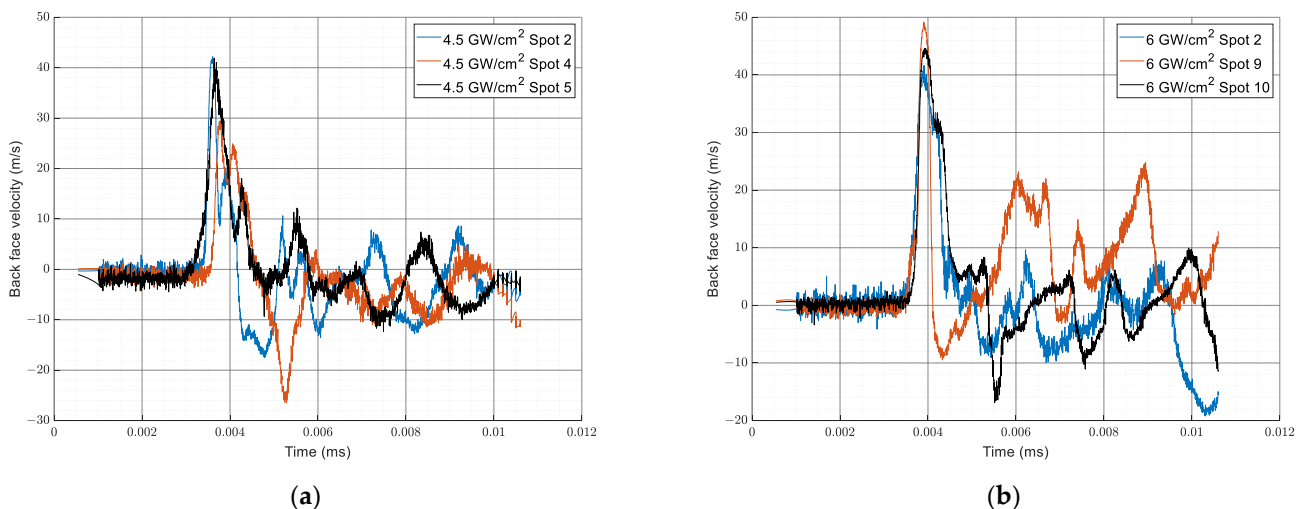 50
40
30
20
10
0
−10
−20
−30
Back face velocity (m/s)
0
0.002
0.004
0.006
0.008
0.01
0.012
Time (ms)
4.5 GW/cm² Spot 2
4.5 GW/cm² Spot 4
4.5 GW/cm² Spot 5
(a)
50
40
30
20
10
0
−10
−20
Back face velocity (m/s)
0
0.002
0.004
0.006
0.008
0.01
0.012
Time (ms)
6 GW/cm² Spot 2
6 GW/cm² Spot 9
6 GW/cm² Spot 10
(b)